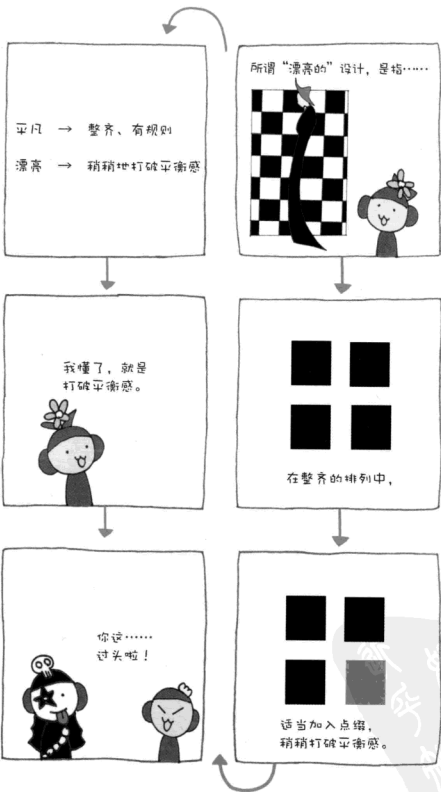 所谓“漂亮的”设计，是指……
在整齐的排列中，
适当加入点缀，
稍稍打破平衡感。
平凡 → 整齐、有规则
漂亮 → 稍稍地打破平衡感
我懂了，就是
打破平衡感。
你这……
过头啦！